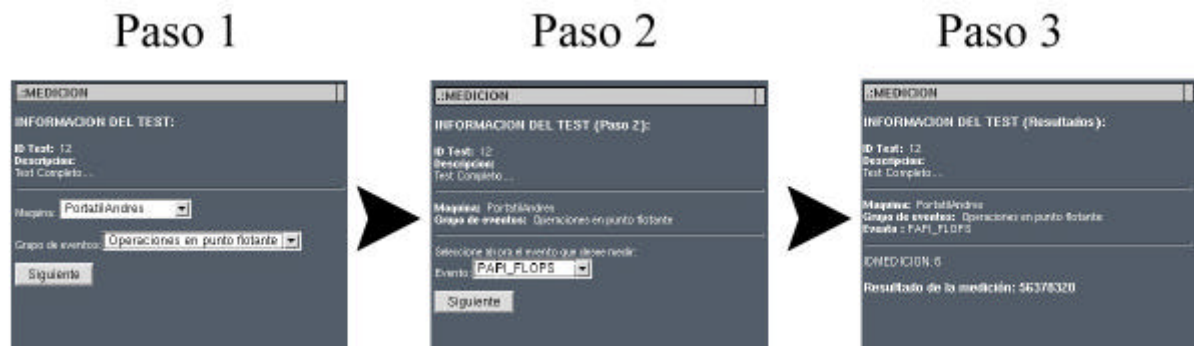 Paso 1
Paso 2
Paso 3
.:MEDICION
INFORMACION DEL TEST:
ID Test: 12
Descripcion:
Test Completo...
Maquina: PortatilAndres
Grupo de eventos: Operaciones en punto flotante
Siguiente
.:MEDICION
INFORMACION DEL TEST (Paso 2):
ID Test: 12
Descripcion:
Test Completo...
Maquina: PortatilAndres
Grupo de eventos: Operaciones en punto flotante
Seleccione ahora el evento que desee medir:
Evento: PAPI_FLOPS
Siguiente
.:MEDICION
INFORMACION DEL TEST (Resultados):
ID Test: 12
Descripcion:
Test Completo...
Maquina: PortatilAndres
Grupo de eventos: Operaciones en punto flotante
Evento : PAPI_FLOPS
IDMEDICION: 6
Resultado de la medición: 56378320